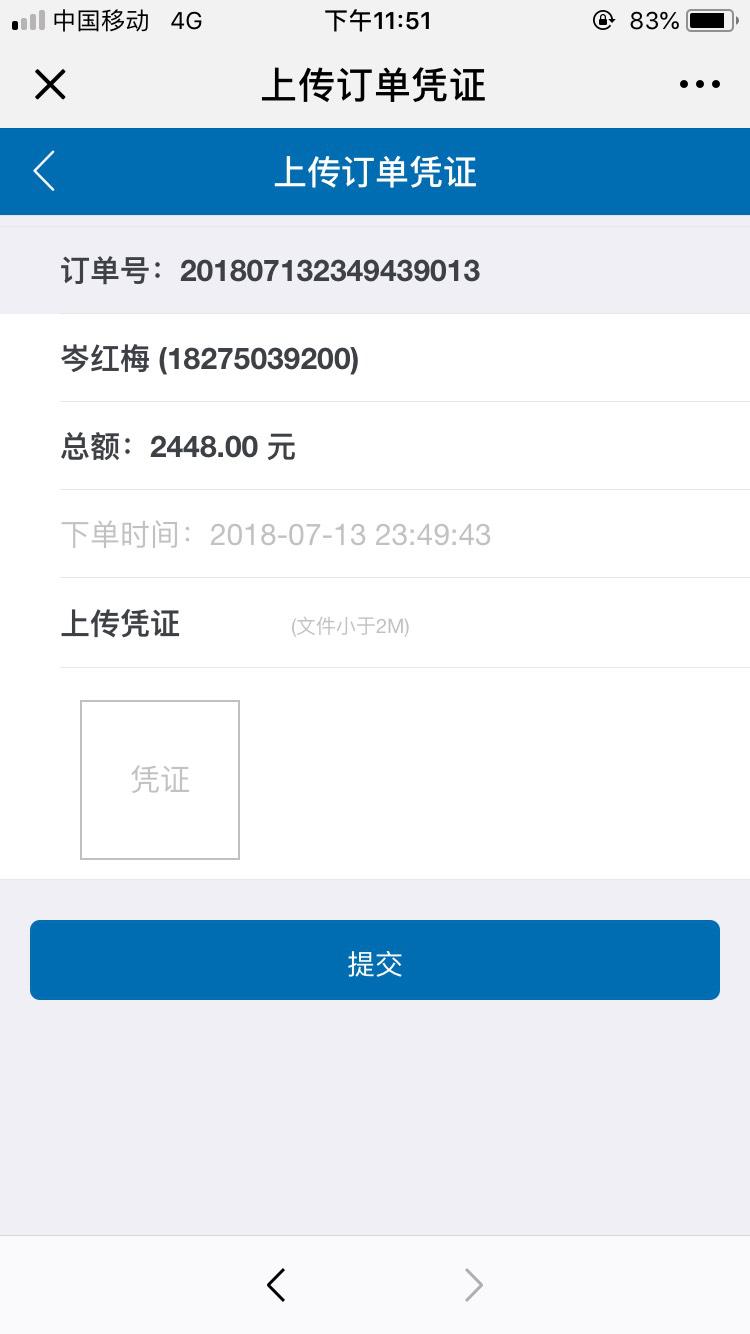 中国移动 4G 下午11:51 83%
上传订单凭证
上传订单凭证
订单号：201807132349439013
岑红梅 (18275039200)
总额：2448.00 元
下单时间：2018-07-13 23:49:43
上传凭证 (文件小于2M)
凭证
提交